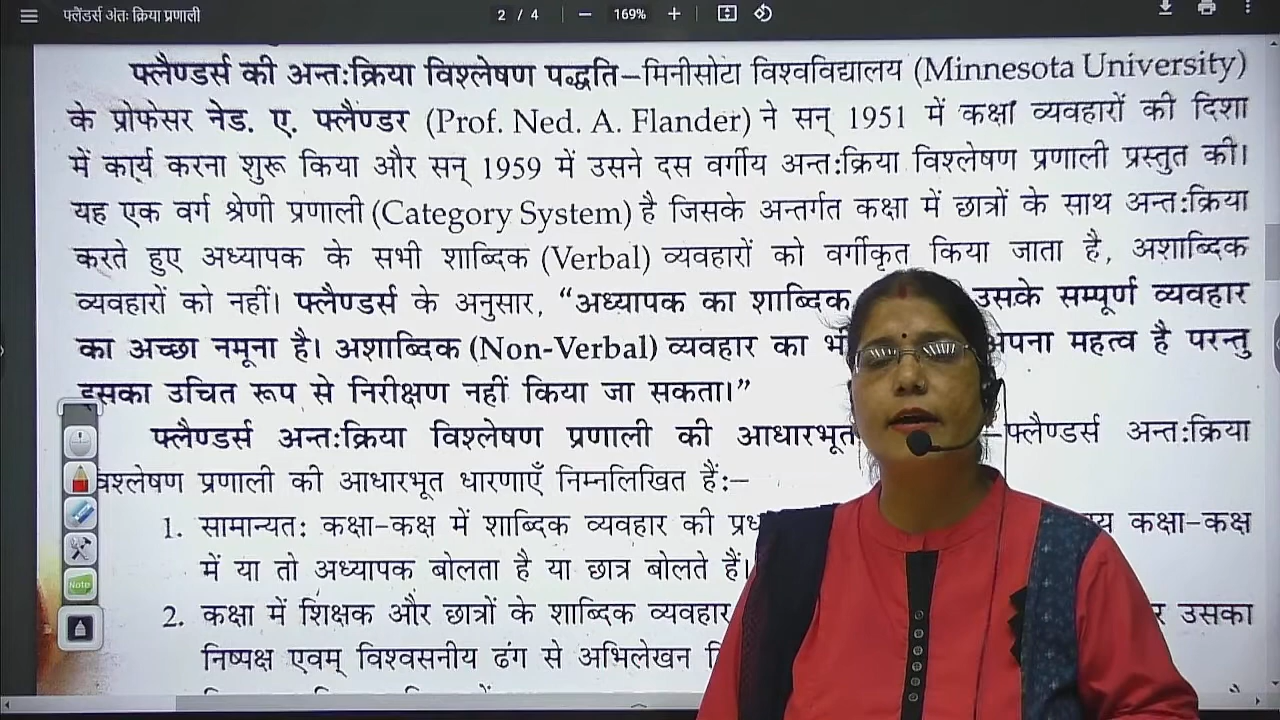 फ्लैंडर्स अंतः क्रिया प्रणाली
2 / 4
169%
फ्लैण्डर्स की अन्त:क्रिया विश्लेषण पद्धति–मिनीसोटा विश्वविद्यालय (Minnesota University)
के प्रोफेसर नेड. ए. फ्लैण्डर (Prof. Ned. A. Flander) ने सन् 1951 में कक्षा व्यवहारों की दिशा
में कार्य करना शुरू किया और सन् 1959 में उसने दस वर्गीय अन्त:क्रिया विश्लेषण प्रणाली प्रस्तुत की।
यह एक वर्ग श्रेणी प्रणाली (Category System) है जिसके अन्तर्गत कक्षा में छात्रों के साथ अन्त:क्रिया
करते हुए अध्यापक के सभी शाब्दिक (Verbal) व्यवहारों को वर्गीकृत किया जाता है, अशाब्दिक
व्यवहारों को नहीं। फ्लैण्डर्स के अनुसार, “अध्यापक का शाब्दिक उसके सम्पूर्ण व्यवहार
का अच्छा नमूना है। अशाब्दिक (Non-Verbal) व्यवहार का अपना महत्व है परन्तु
इसका उचित रूप से निरीक्षण नहीं किया जा सकता।”
फ्लैण्डर्स अन्त:क्रिया विश्लेषण प्रणाली की आधारभूत –फ्लैण्डर्स अन्त:क्रिया
विश्लेषण प्रणाली की आधारभूत धारणाएँ निम्नलिखित हैं:–
1. सामान्यत: कक्षा-कक्ष में शाब्दिक व्यवहार की कक्षा-कक्ष
में या तो अध्यापक बोलता है या छात्र बोलते हैं।
2. कक्षा में शिक्षक और छात्रों के शाब्दिक व्यवहार उसका
निष्पक्ष एवम् विश्वसनीय ढंग से अभिलेखन
Note